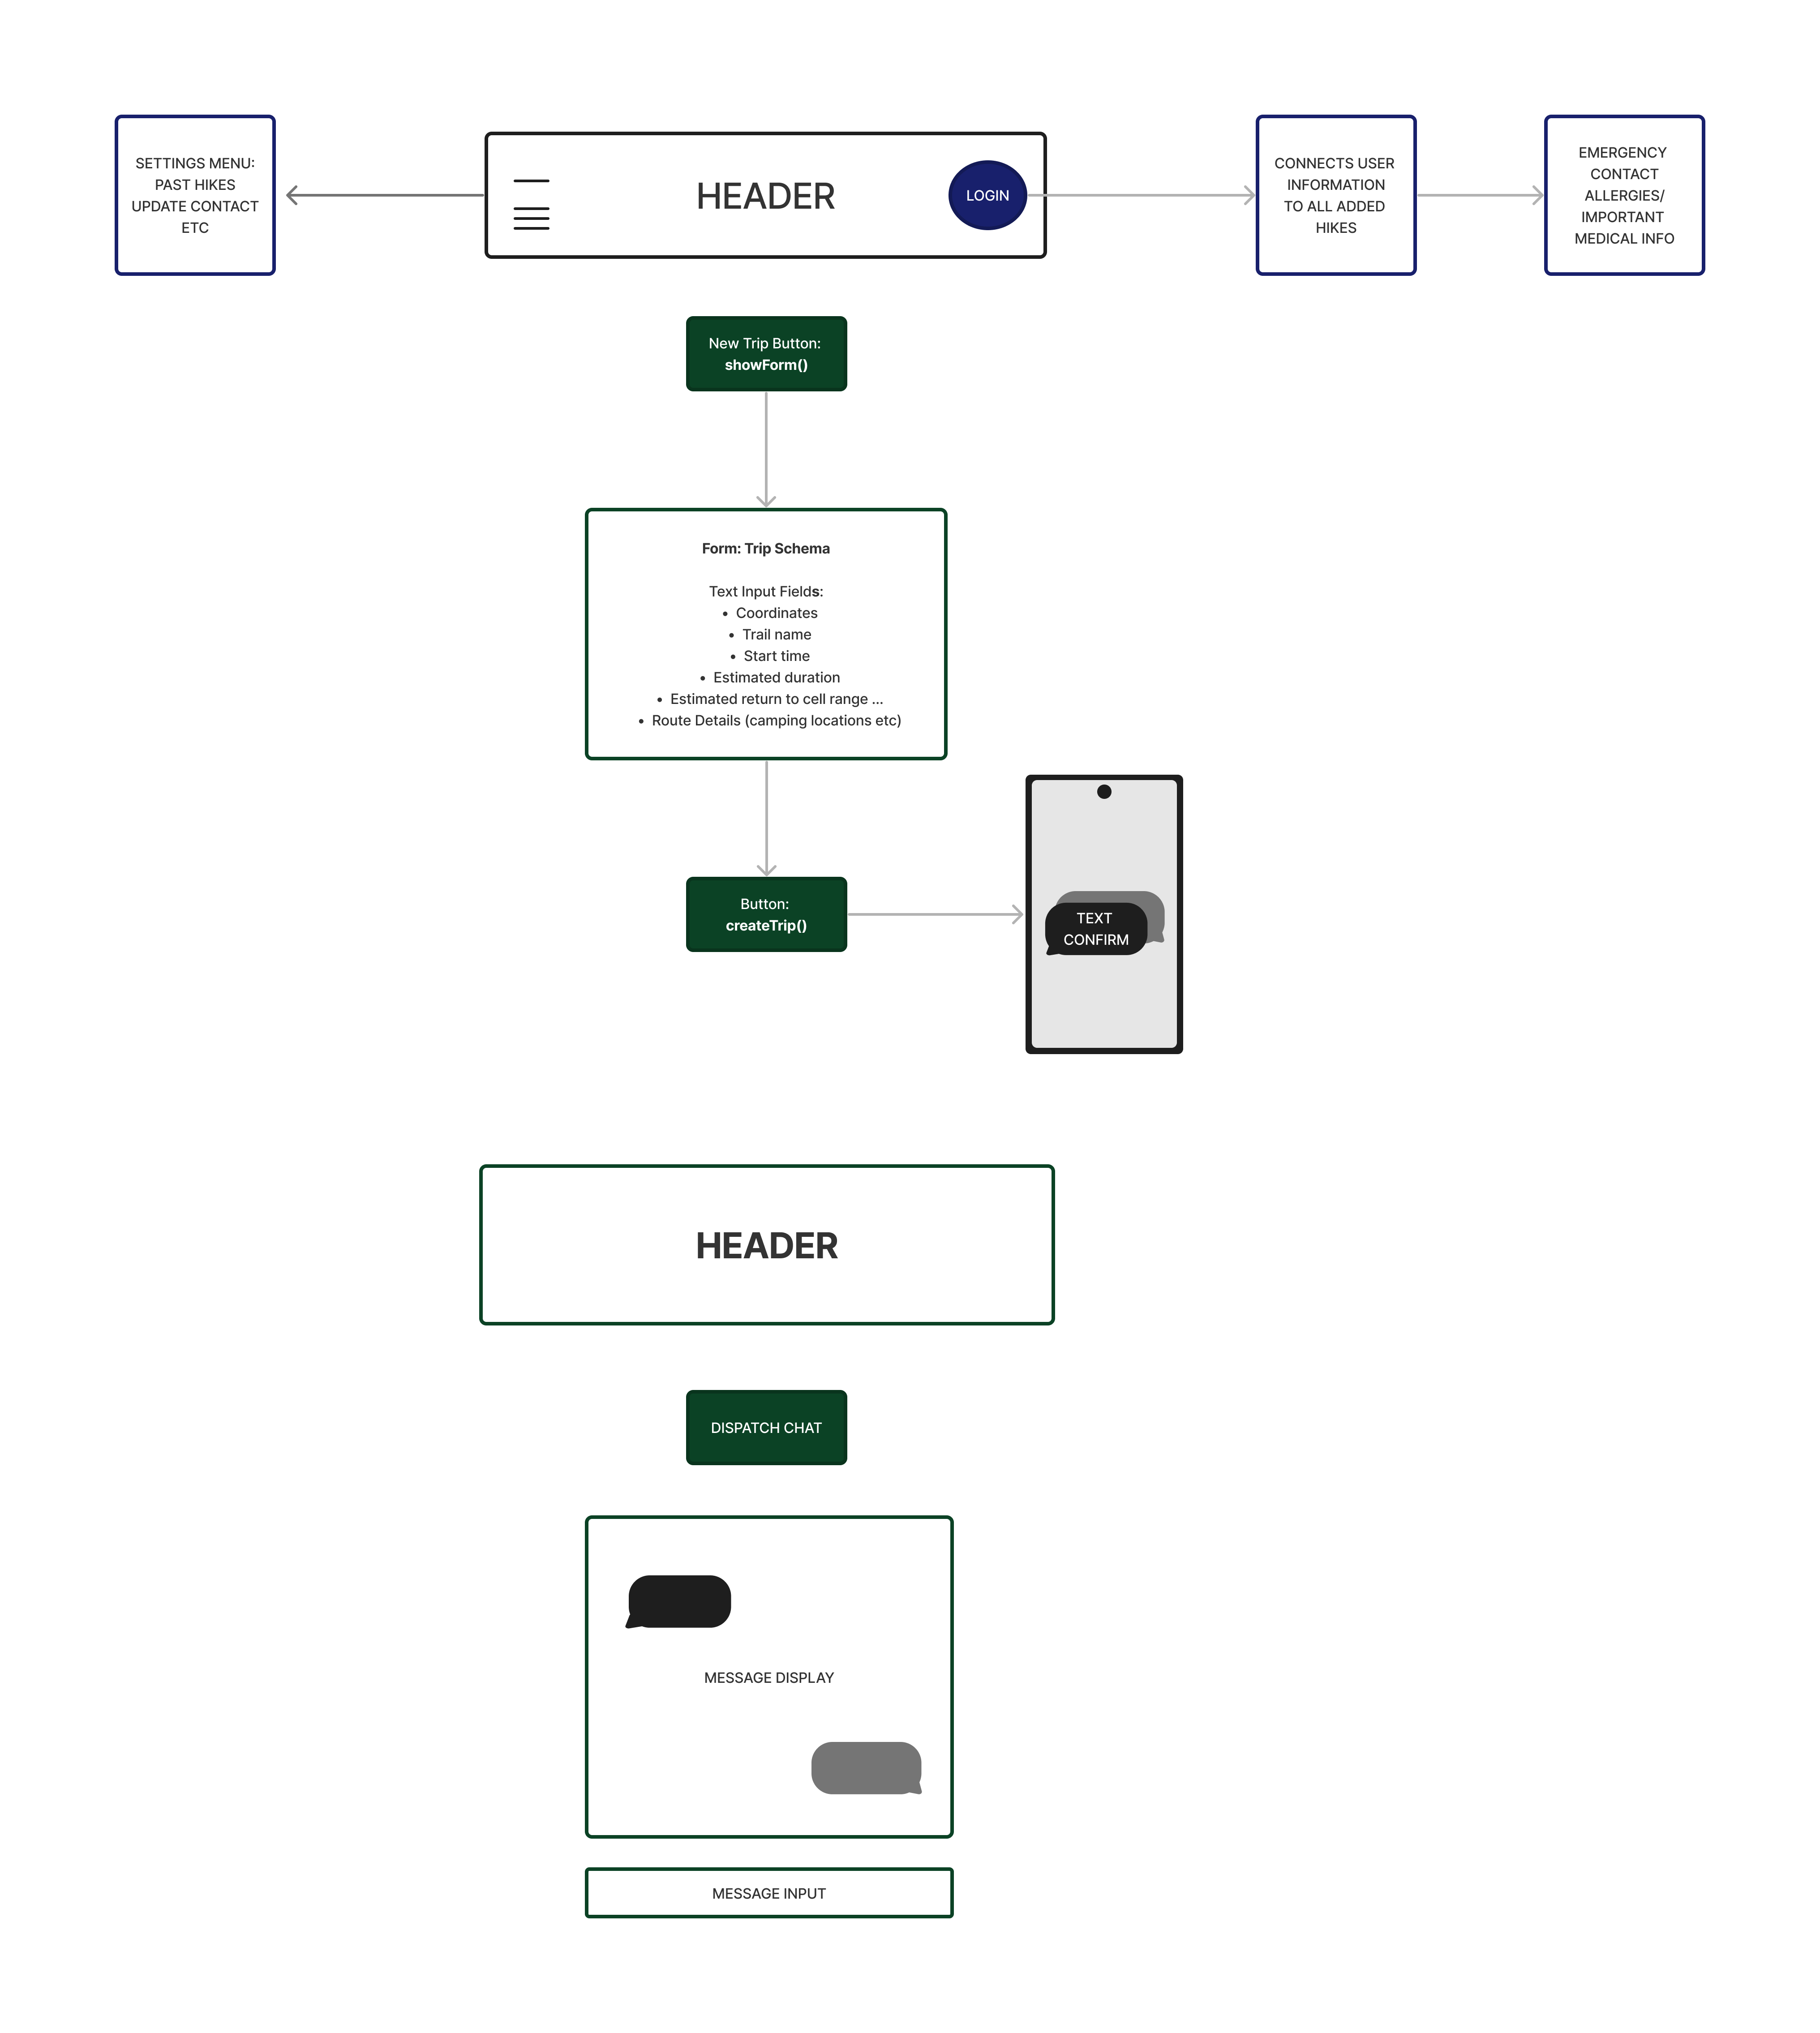 SETTINGS MENU:
PAST HIKES
UPDATE CONTACT
ETC
HEADER
LOGIN
CONNECTS USER
INFORMATION
TO ALL ADDED
HIKES
EMERGENCY
CONTACT
ALLERGIES/
IMPORTANT
MEDICAL INFO
New Trip Button:
showForm()
Form: Trip Schema
Text Input Fields:
• Coordinates
• Trail name
• Start time
• Estimated duration
• Estimated return to cell range ...
• Route Details (camping locations etc)
Button:
createTrip()
TEXT
CONFIRM
HEADER
DISPATCH CHAT
MESSAGE DISPLAY
MESSAGE INPUT